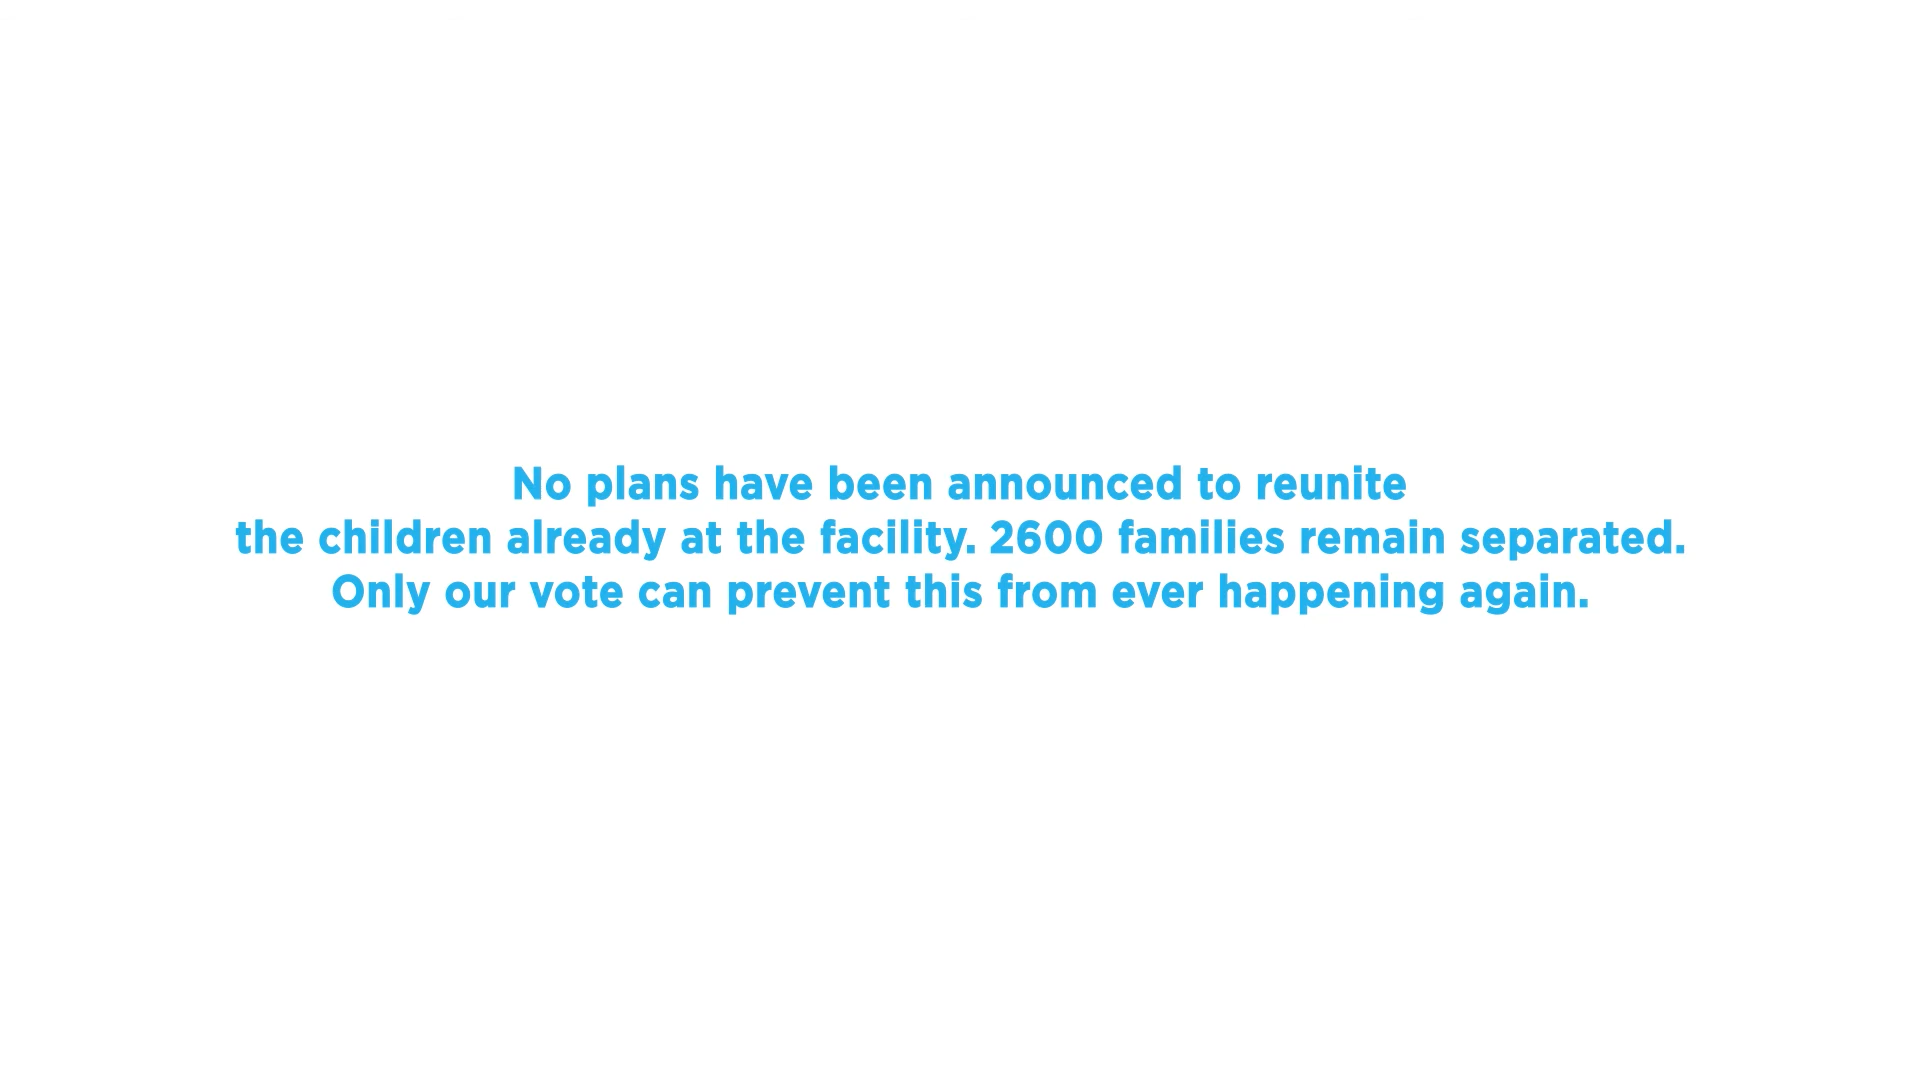 No plans have been announced to reunite
the children already at the facility. 2600 families remain separated.
Only our vote can prevent this from ever happening again.